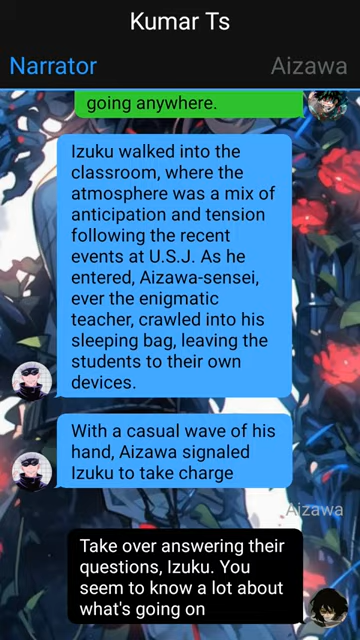 Kumar Ts
Narrator
Aizawa
going anywhere.
Izuku walked into the
classroom, where the
atmosphere was a mix of
anticipation and tension
following the recent
events at U.S.J. As he
entered, Aizawa-sensei,
ever the enigmatic
teacher, crawled into his
sleeping bag, leaving the
students to their own
devices.
With a casual wave of his
hand, Aizawa signaled
Izuku to take charge
Aizawa
Take over answering their
questions, Izuku. You
seem to know a lot about
what's going on